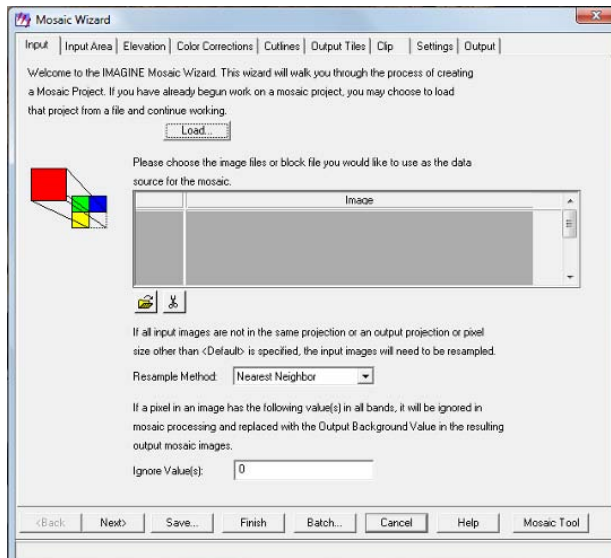 Mosaic Wizard
Input Input Area Elevation Color Corrections Cutlines Output Tiles Clip Settings Output
Welcome to the IMAGINE Mosaic Wizard. This wizard will walk you through the process of creating
a Mosaic Project. If you have already begun work on a mosaic project, you may choose to load
that project from a file and continue working.
Load...
Please choose the image files or block file you would like to use as the data
source for the mosaic.
Image
If all input images are not in the same projection or an output projection or pixel
size other than <Default> is specified, the input images will need to be resampled.
Resample Method: Nearest Neighbor
If a pixel in an image has the following value(s) in all bands, it will be ignored in
mosaic processing and replaced with the Output Background Value in the resulting
output mosaic images.
Ignore Value(s): 0
<Back Next> Save... Finish Batch... Cancel Help Mosaic Tool